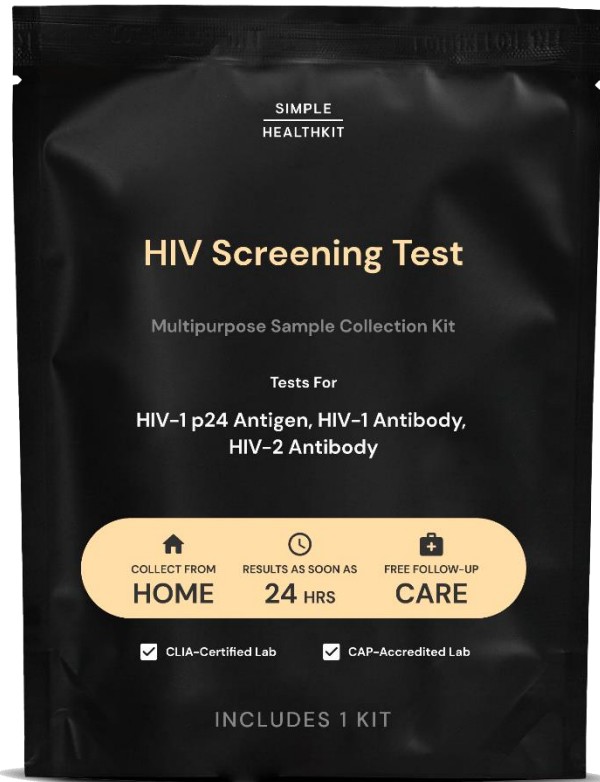 SIMPLE
HEALTHKIT
HIV Screening Test
Multipurpose Sample Collection Kit
Tests For
HIV-1 p24 Antigen, HIV-1 Antibody,
HIV-2 Antibody
COLLECT FROM
HOME
RESULTS AS SOON AS
24 HRS
FREE FOLLOW-UP
CARE
CLIA-Certified Lab
CAP-Accredited Lab
INCLUDES 1 KIT